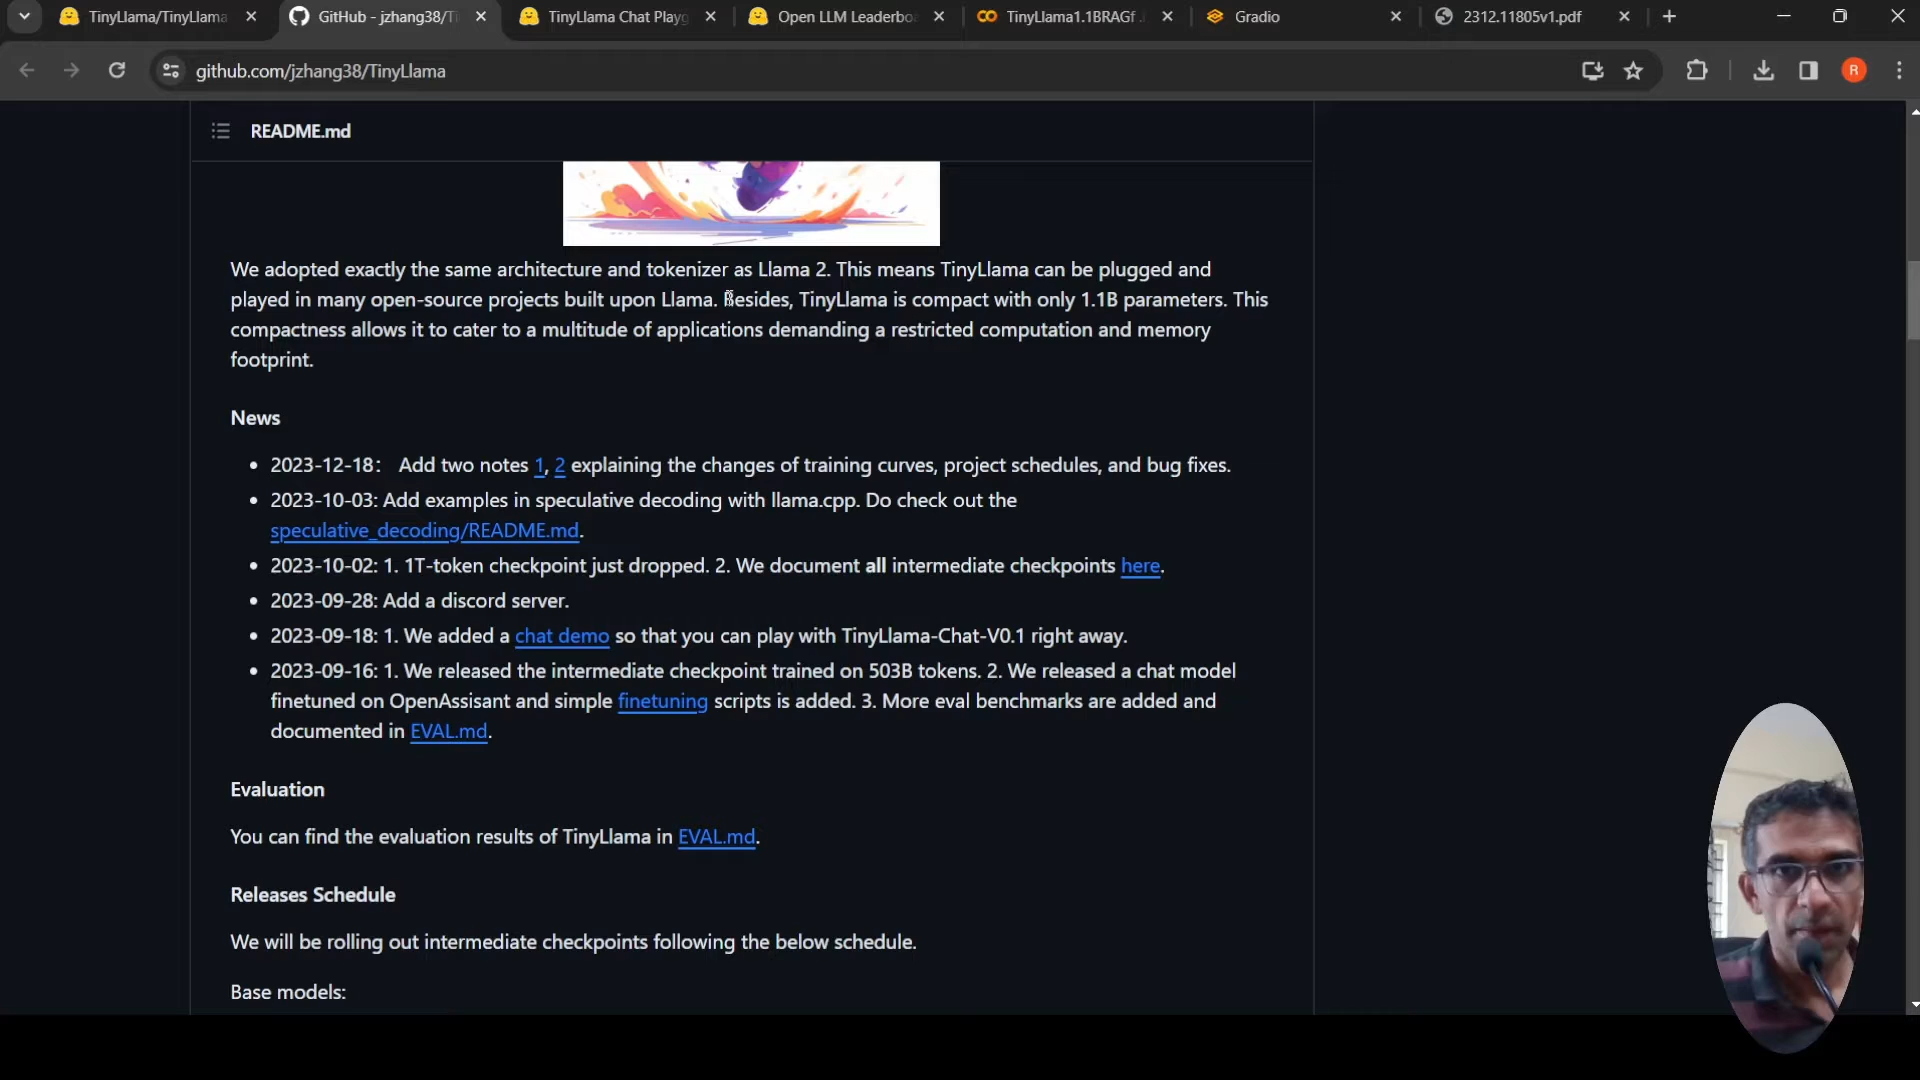 TinyLlama/TinyLlama
GitHub - jzhang38/Ti
TinyLlama Chat Playg
Open LLM Leaderbo
TinyLlama1.1BRAGf
Gradio
2312.11805v1.pdf
github.com/jzhang38/TinyLlama
R
README.md
We adopted exactly the same architecture and tokenizer as Llama 2. This means TinyLlama can be plugged and
played in many open-source projects built upon Llama. Besides, TinyLlama is compact with only 1.1B parameters. This
compactness allows it to cater to a multitude of applications demanding a restricted computation and memory
footprint.
News
• 2023-12-18： Add two notes 1, 2 explaining the changes of training curves, project schedules, and bug fixes.
• 2023-10-03: Add examples in speculative decoding with llama.cpp. Do check out the
speculative_decoding/README.md.
• 2023-10-02: 1. 1T-token checkpoint just dropped. 2. We document all intermediate checkpoints here.
• 2023-09-28: Add a discord server.
• 2023-09-18: 1. We added a chat demo so that you can play with TinyLlama-Chat-V0.1 right away.
• 2023-09-16: 1. We released the intermediate checkpoint trained on 503B tokens. 2. We released a chat model
finetuned on OpenAssisant and simple finetuning scripts is added. 3. More eval benchmarks are added and
documented in EVAL.md.
Evaluation
You can find the evaluation results of TinyLlama in EVAL.md.
Releases Schedule
We will be rolling out intermediate checkpoints following the below schedule.
Base models: